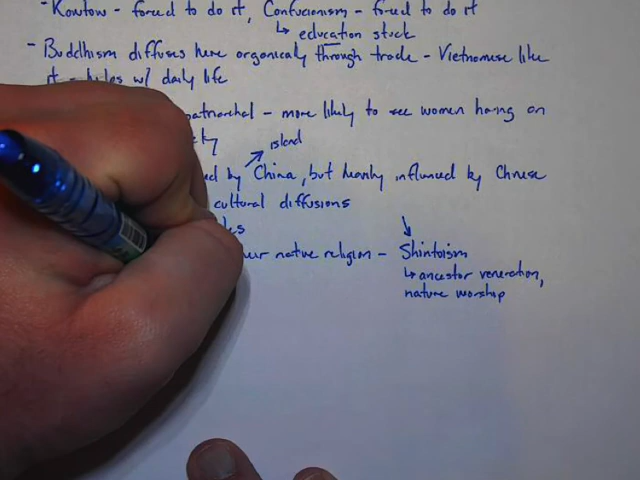 - Kowtow - forced to do it, Confucianism - forced to do it
↳ education stuck
- Buddhism diffuses here organically through trade - Vietnamese like
it - helps w/ daily life
patriarchal - more likely to see women having an
island
by China, but heavily influenced by Chinese
cultural diffusions
native religion - Shintoism
↳ ancestor veneration,
nature worship